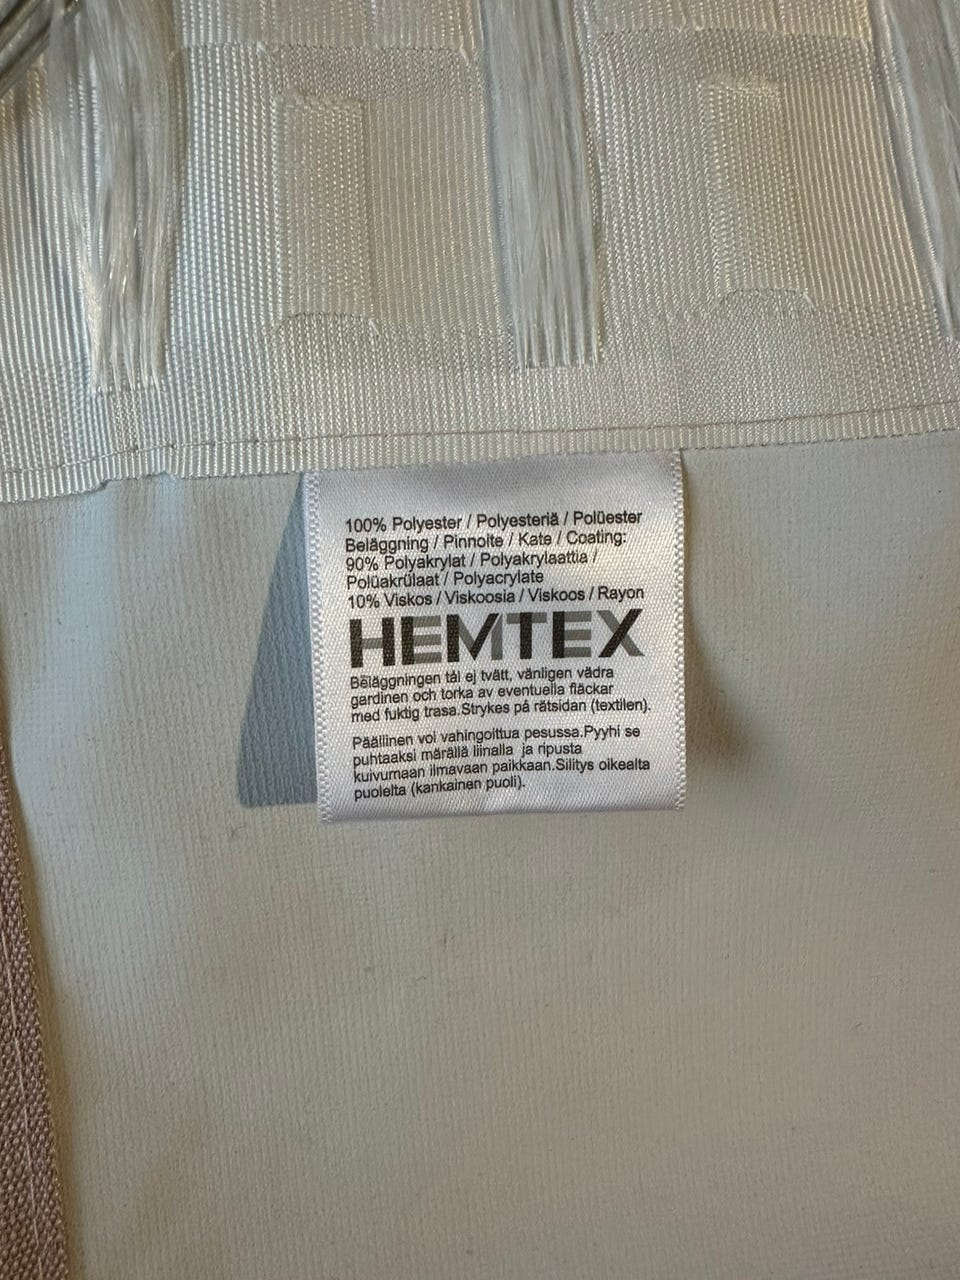 100% Polyester / Polyesteriä / Polüester
Beläggning / Pinnoite / Kate / Coating:
90% Polyakrylat / Polyakrylaattia /
Polüakrülaat / Polyacrylate
10% Viskos / Viskoosia / Viskoos / Rayon
HEMTEX
Beläggningen tål ej tvätt, vänligen vädra
gardinen och torka av eventuella fläckar
med fuktig trasa.Strykes på rätsidan (textilen).
Päällinen voi vahingoittua pesussa.Pyyhi se
puhtaaksi märällä liinalla ja ripusta
kuivumaan ilmavaan paikkaan.Silitys oikealta
puolelta (kankainen puoli).